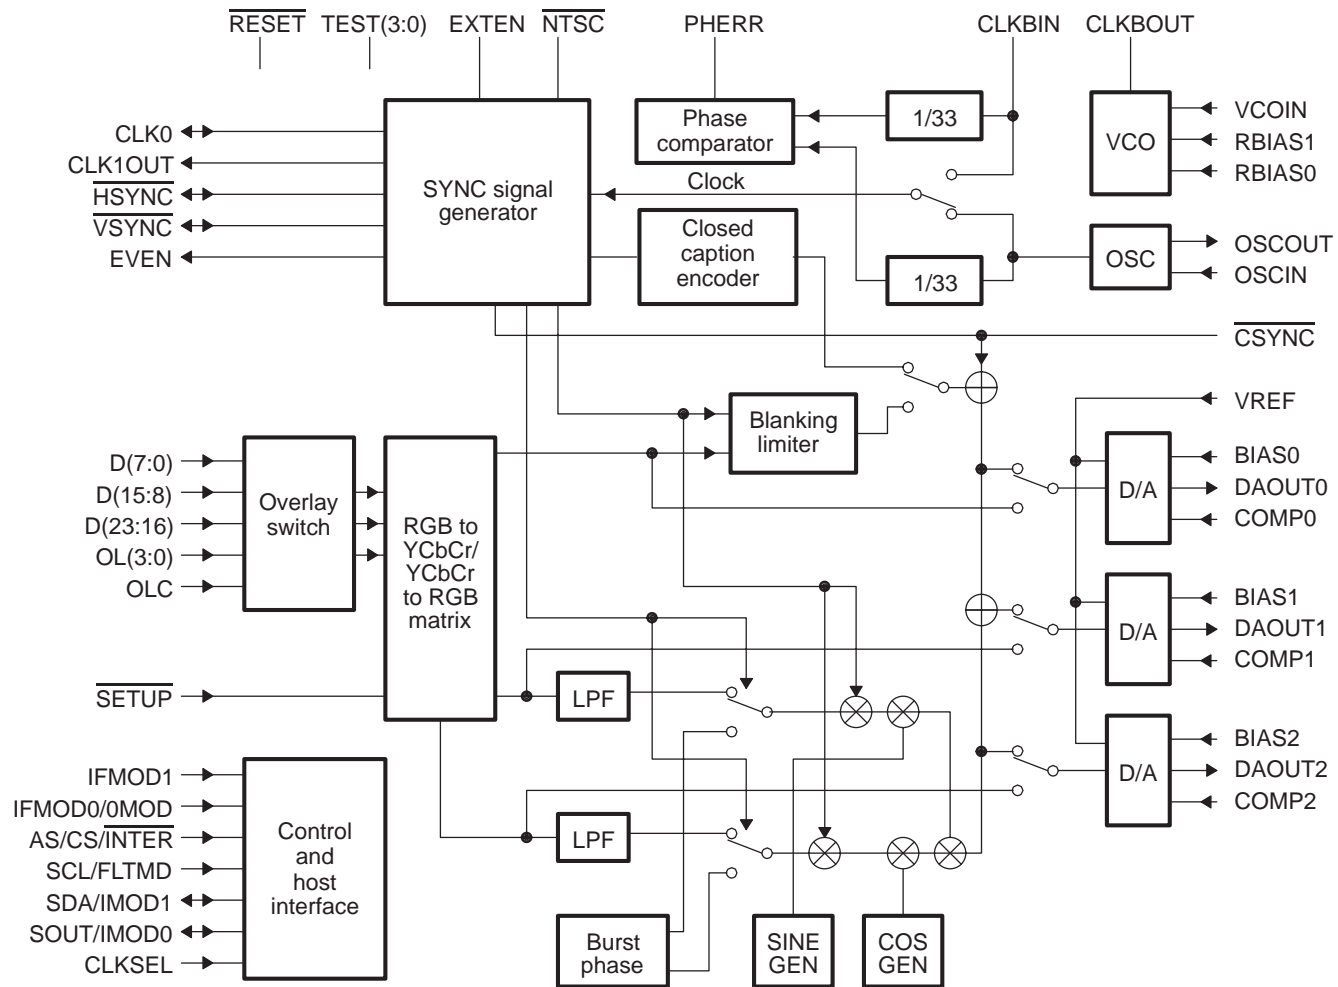 RESET TEST(3:0) EXTEN NTSC PHERR CLKBIN CLKBOUT
CLK0
CLK1OUT
HSYNC
VSYNC
EVEN
SYNC signal
generator
Phase
comparator
1/33
VCO
VCOIN
RBIAS1
RBIAS0
Clock
Closed
caption
encoder
1/33
OSC
OSCOUT
OSCIN
CSYNC
VREF
Blanking
limiter
D(7:0)
D(15:8)
D(23:16)
OL(3:0)
OLC
Overlay
switch
RGB to
YCbCr/
YCbCr
to RGB
matrix
D/A
BIAS0
DAOUT0
COMP0
D/A
BIAS1
DAOUT1
COMP1
SETUP
LPF
D/A
BIAS2
DAOUT2
COMP2
IFMOD1
IFMOD0/0MOD
AS/CS/INTER
SCL/FLTMD
SDA/IMOD1
SOUT/IMOD0
CLKSEL
Control
and
host
interface
LPF
Burst
phase
SINE
GEN
COS
GEN